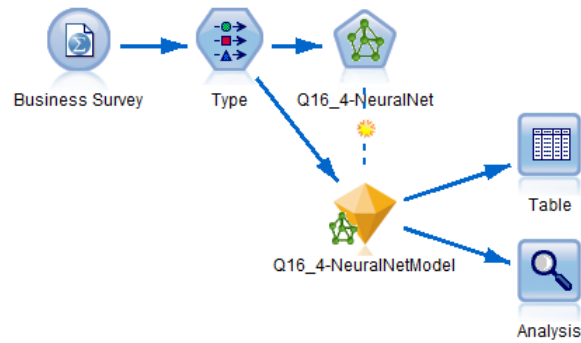 Business Survey
Type
Q16_4-NeuralNet
Table
Q16_4-NeuralNetModel
Analysis